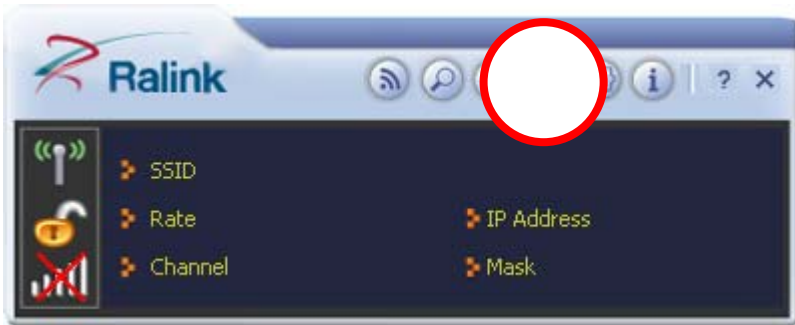 Ralink
i ? ×
SSID
Rate IP Address
Channel Mask